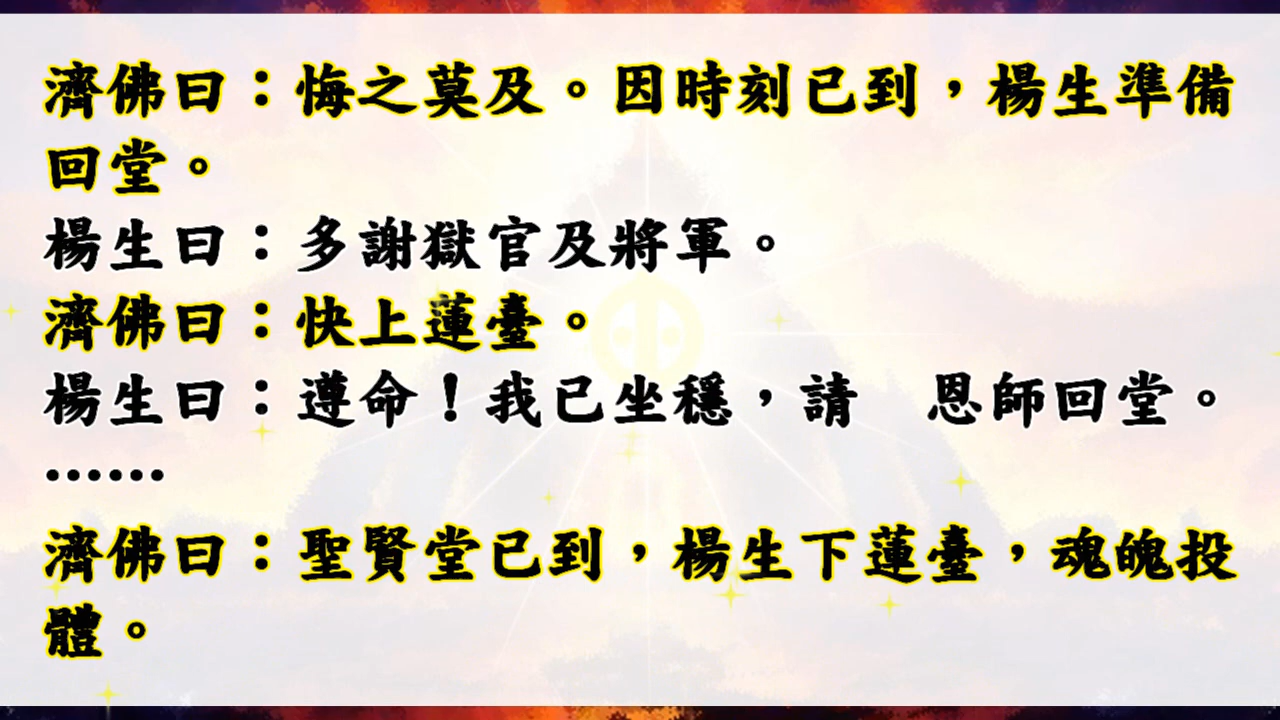 濟佛曰：悔之莫及。因時刻已到，楊生準備
回堂。
楊生曰：多謝獄官及將軍。
濟佛曰：快上蓮臺。
楊生曰：遵命！我已坐穩，請　恩師回堂。
……
濟佛曰：聖賢堂已到，楊生下蓮臺，魂魄投
體。